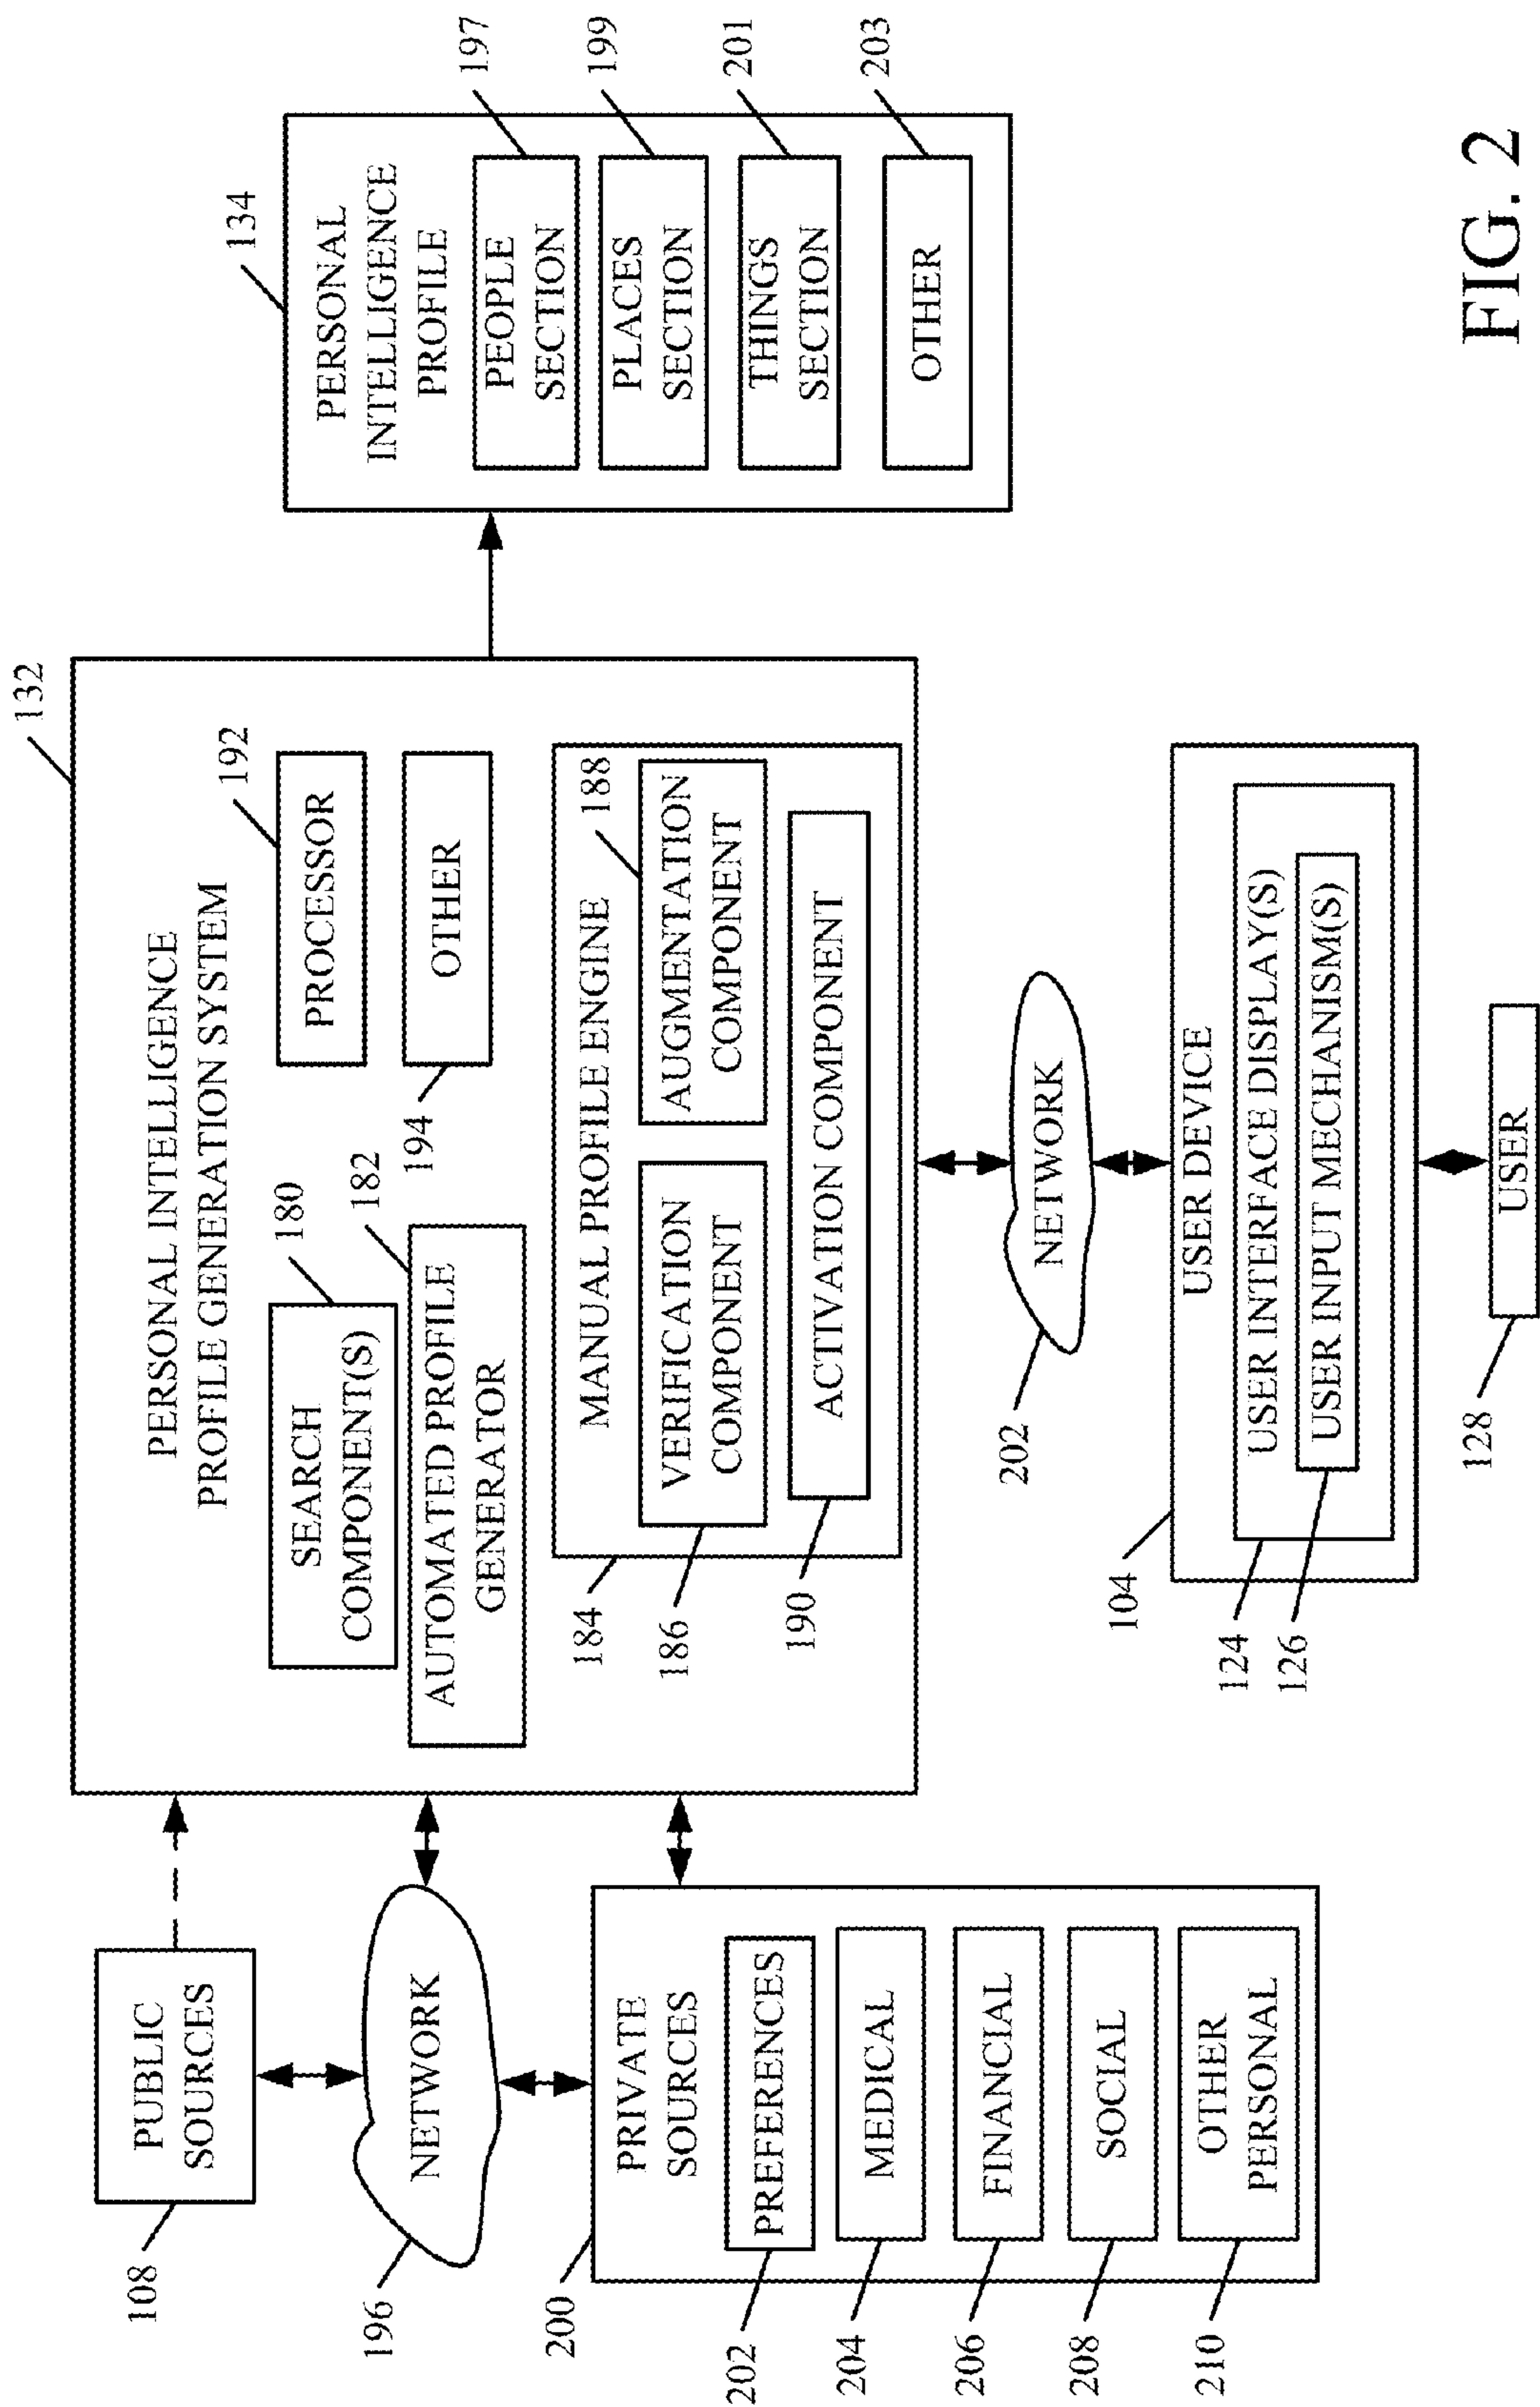 132
PERSONAL INTELLIGENCE
PROFILE GENERATION SYSTEM
SEARCH
COMPONENT(S)
180
AUTOMATED PROFILE
GENERATOR
182
PROCESSOR
192
OTHER
194
MANUAL PROFILE ENGINE
184
VERIFICATION
COMPONENT
186
AUGMENTATION
COMPONENT
188
ACTIVATION COMPONENT
190
PUBLIC
SOURCES
108
NETWORK
196
PRIVATE
SOURCES
200
PREFERENCES
202
MEDICAL
204
FINANCIAL
206
SOCIAL
208
OTHER
PERSONAL
210
134
PERSONAL
INTELLIGENCE
PROFILE
PEOPLE
SECTION
197
PLACES
SECTION
199
THINGS
SECTION
201
OTHER
203
NETWORK
202
USER DEVICE
104
USER INTERFACE DISPLAY(S)
124
USER INPUT MECHANISM(S)
126
USER
128
FIG. 2